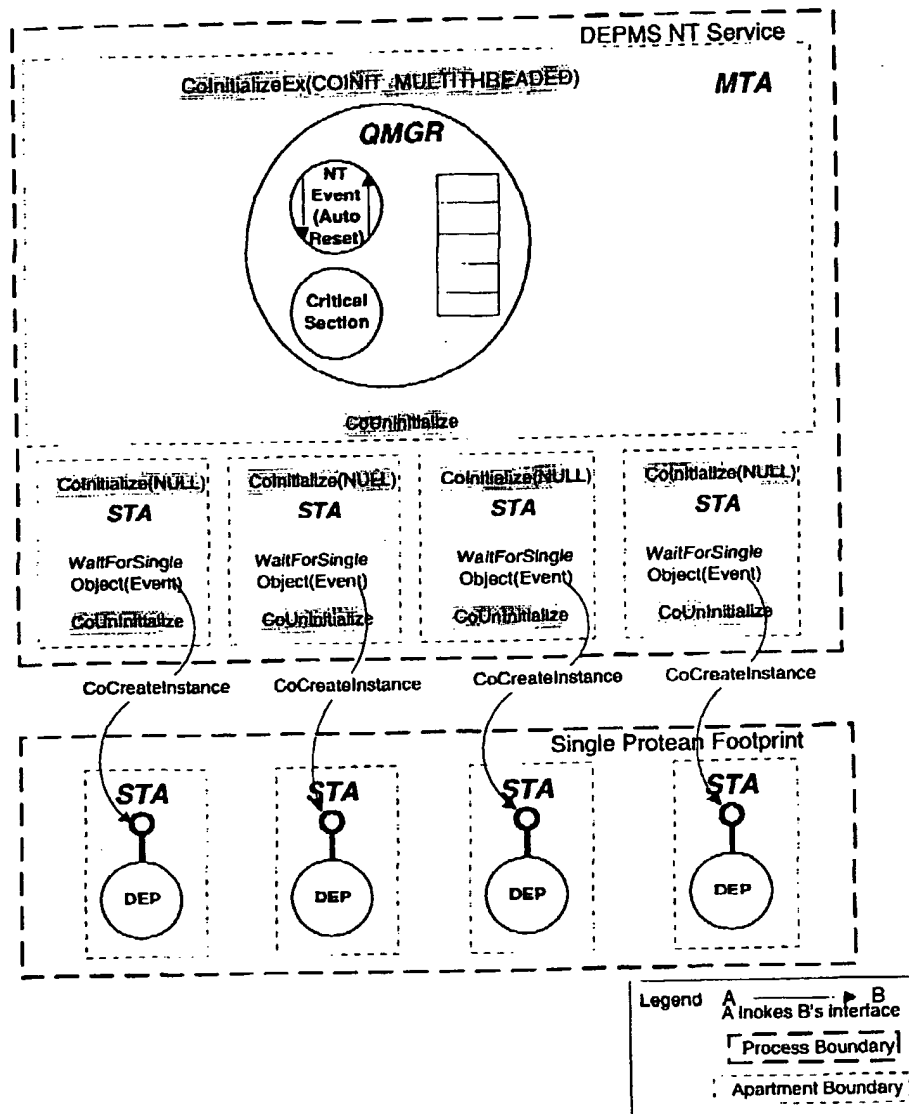 DEPMS NT Service
CoInitializeEx(COINIT_MULTITHREADED)
MTA
QMGR
NT
Event
(Auto
Reset)
Critical
Section
CoUnInitialize
CoInitialize(NULL)
STA
WaitForSingle
Object(Event)
CoUnInitialize
CoInitialize(NULL)
STA
WaitForSingle
Object(Event)
CoUnInitialize
CoInitialize(NULL)
STA
WaitForSingle
Object(Event)
CoUnInitialize
CoInitialize(NULL)
STA
WaitForSingle
Object(Event)
CoUnInitialize
CoCreateInstance
CoCreateInstance
CoCreateInstance
CoCreateInstance
Single Protean Footprint
STA
DEP
STA
DEP
STA
DEP
STA
DEP
Legend A B
A Inokes B's Interface
Process Boundary
Apartment Boundary